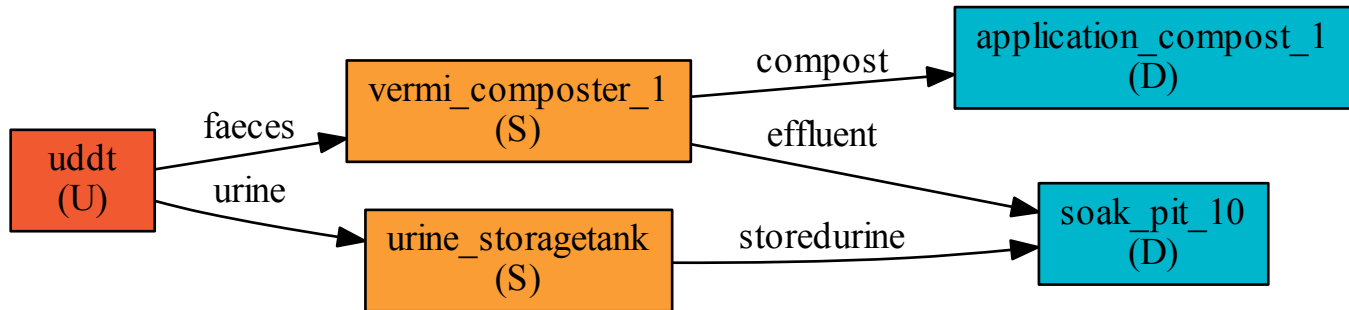 uddt
(U)
faeces
urine
vermi_composter_1
(S)
urine_storagetank
(S)
compost
effluent
storedurine
application_compost_1
(D)
soak_pit_10
(D)